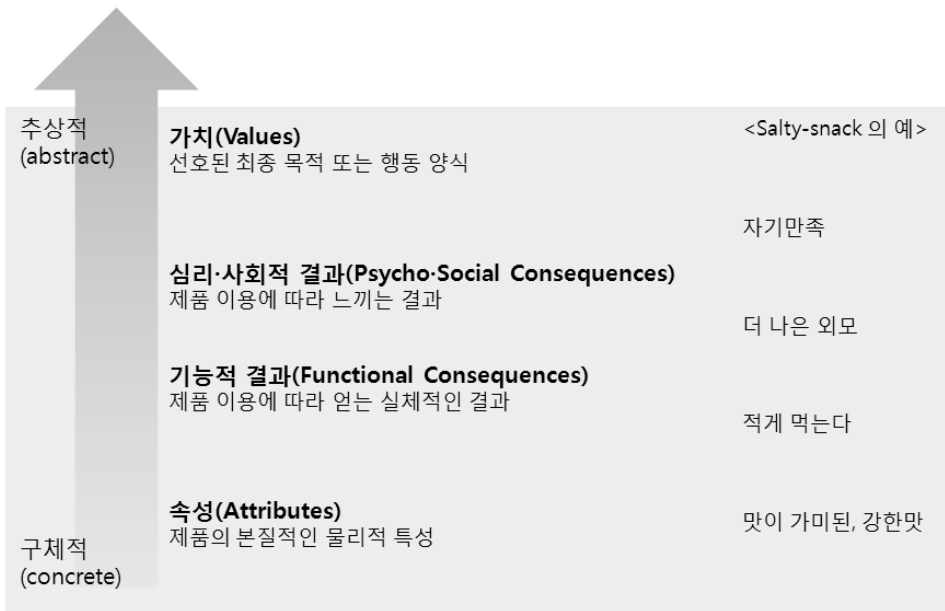 추상적
(abstract)
가치(Values)
선호된 최종 목적 또는 행동 양식
<Salty-snack 의 예>
자기만족
심리·사회적 결과(Psycho·Social Consequences)
제품 이용에 따라 느끼는 결과
더 나은 외모
기능적 결과(Functional Consequences)
제품 이용에 따라 얻는 실체적인 결과
적게 먹는다
속성(Attributes)
제품의 본질적인 물리적 특성
맛이 가미된, 강한맛
구체적
(concrete)